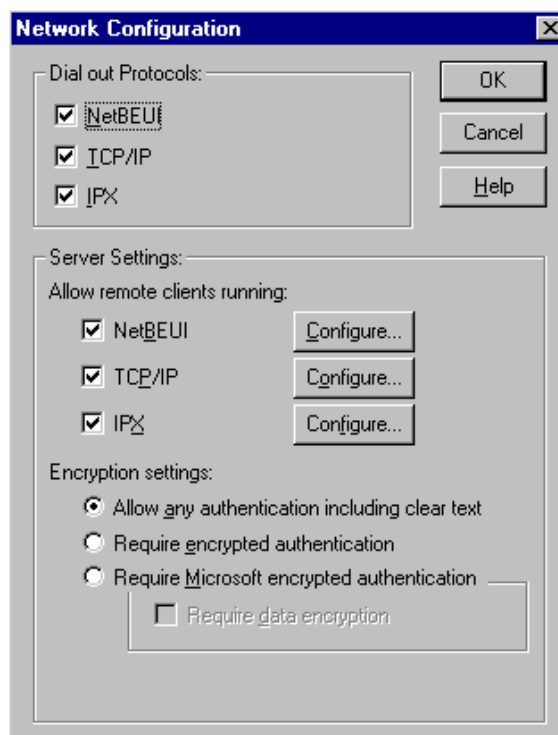 Network Configuration
Dial out Protocols:
NetBEUI
TCP/IP
IPX
OK
Cancel
Help
Server Settings:
Allow remote clients running:
NetBEUI Configure...
TCP/IP Configure...
IPX Configure...
Encryption settings:
Allow any authentication including clear text
Require encrypted authentication
Require Microsoft encrypted authentication
Require data encryption